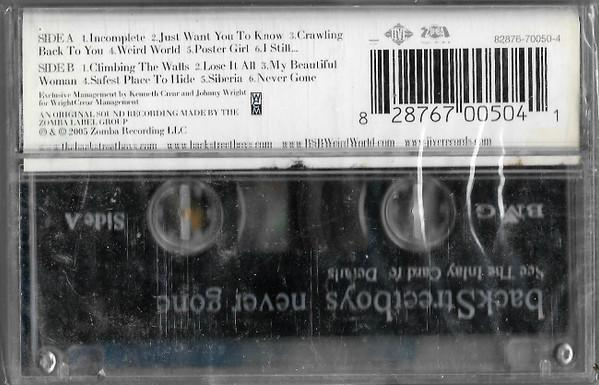 82876-70050-4
SIDE A 1.Incomplete 2.Just Want You To Know 3.Crawling
Back To You 4.Weird World 5.Poster Girl 6.I Still...
SIDE B 1.Climbing The Walls 2.Lose It All 3.My Beautiful
Woman 4.Safest Place To Hide 5.Siberia 6.Never Gone
Exclusive Management by Kenneth Crear and Johnny Wright
for WrightCrear Management
AN ORIGINAL SOUND RECORDING MADE BY THE
ZOMBA LABEL GROUP
℗ & © 2005 Zomba Recording LLC
8 28767 00504 1
www.thebackstreetboys.com www.backstreetboys.com www.BSBWeirdWorld.com www.jiverecords.com
backStreetboys never gone
See The Inlay Card fo Details
BMG
Side A